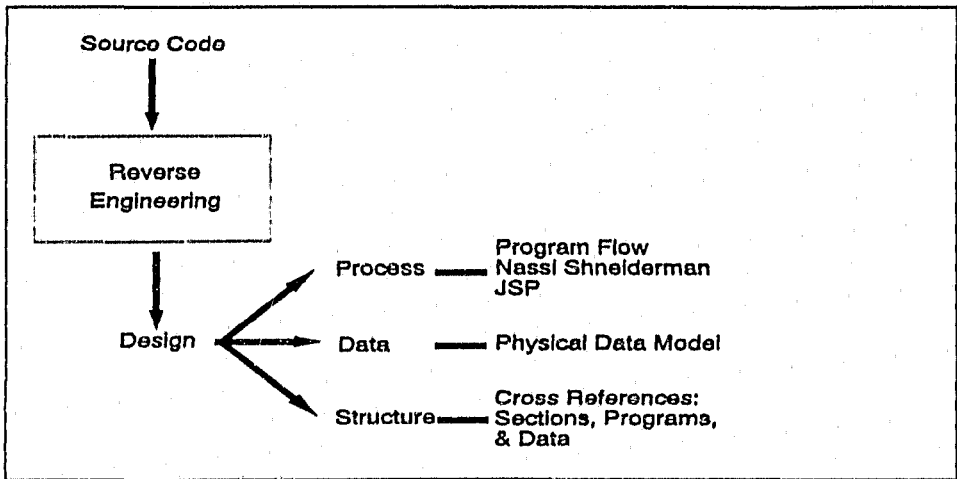 Source Code
Reverse
Engineering
Design
Process
Program Flow
Nassi Shneiderman
JSP
Data
Physical Data Model
Structure
Cross References:
Sections, Programs,
& Data